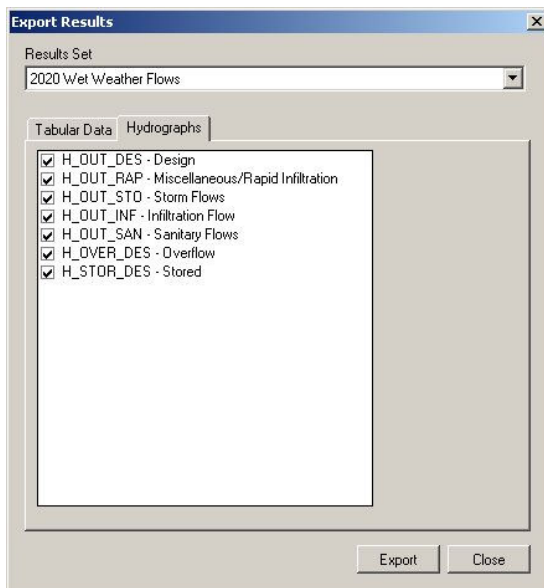 Export Results
Results Set
2020 Wet Weather Flows
Tabular Data Hydrographs
H_OUT_DES - Design
H_OUT_RAP - Miscellaneous/Rapid Infiltration
H_OUT_STO - Storm Flows
H_OUT_INF - Infiltration Flow
H_OUT_SAN - Sanitary Flows
H_OVER_DES - Overflow
H_STOR_DES - Stored
Export Close